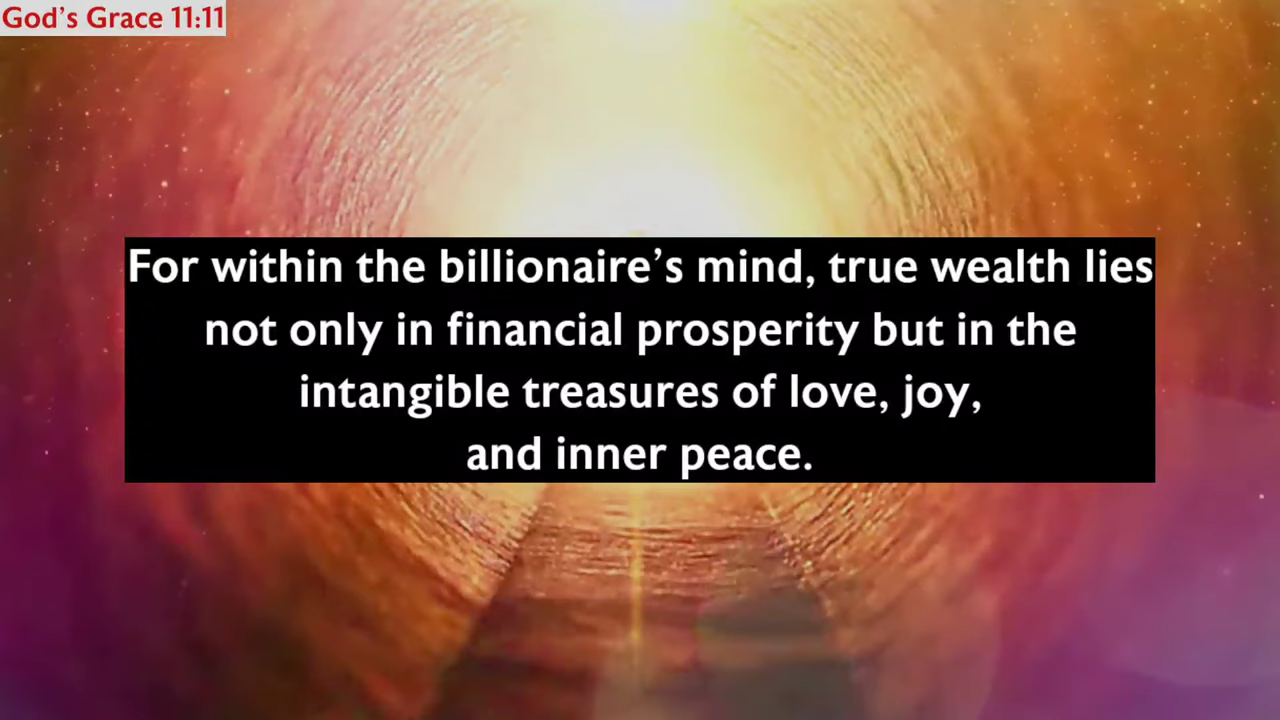 God’s Grace 11:11
For within the billionaire’s mind, true wealth lies
not only in financial prosperity but in the
intangible treasures of love, joy,
and inner peace.